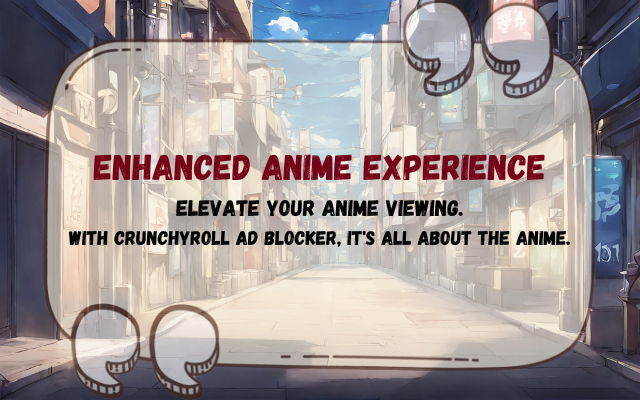 ENHANCED ANIME EXPERIENCE
ELEVATE YOUR ANIME VIEWING.
WITH CRUNCHYROLL AD BLOCKER, IT'S ALL ABOUT THE ANIME.